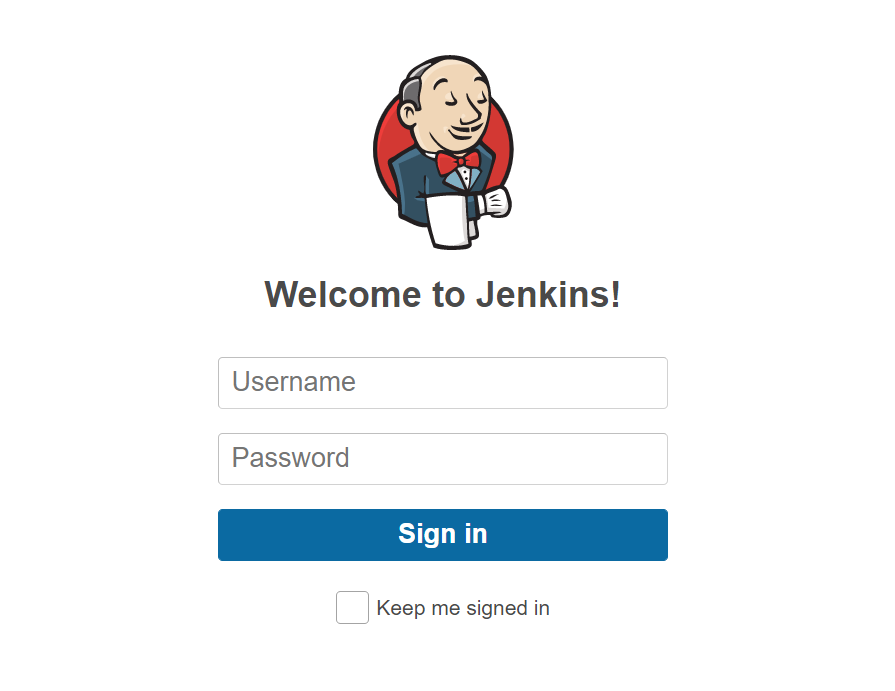 Welcome to Jenkins!
Username
Password
Sign in
Keep me signed in